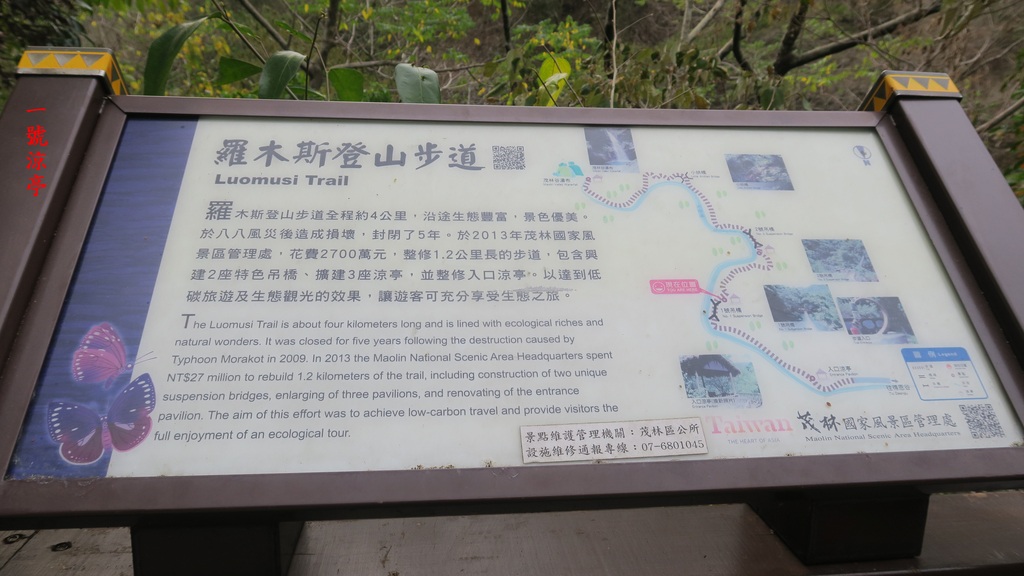 一號涼亭
羅木斯登山步道
Luomusi Trail
羅木斯登山步道全程約4公里，沿途生態豐富，景色優美。
於八八風災後造成損壞，封閉了5年。於2013年茂林國家風
景區管理處，花費2700萬元，整修1.2公里長的步道，包含興
建2座特色吊橋、擴建3座涼亭，並整修入口涼亭。以達到低
碳旅遊及生態觀光的效果，讓遊客可充分享受生態之旅。
The Luomusi Trail is about four kilometers long and is lined with ecological riches and
natural wonders. It was closed for five years following the destruction caused by
Typhoon Morakot in 2009. In 2013 the Maolin National Scenic Area Headquarters spent
NT$27 million to rebuild 1.2 kilometers of the trail, including construction of two unique
suspension bridges, enlarging of three pavilions, and renovating of the entrance
pavilion. The aim of this effort was to achieve low-carbon travel and provide visitors the
full enjoyment of an ecological tour.
現在位置
入口涼亭
景點維護管理機關：茂林區公所
設施維修通報專線：07-6801045
Taiwan
THE HEART OF ASIA
茂林國家風景區管理處
Maolin National Scenic Area Headquarters